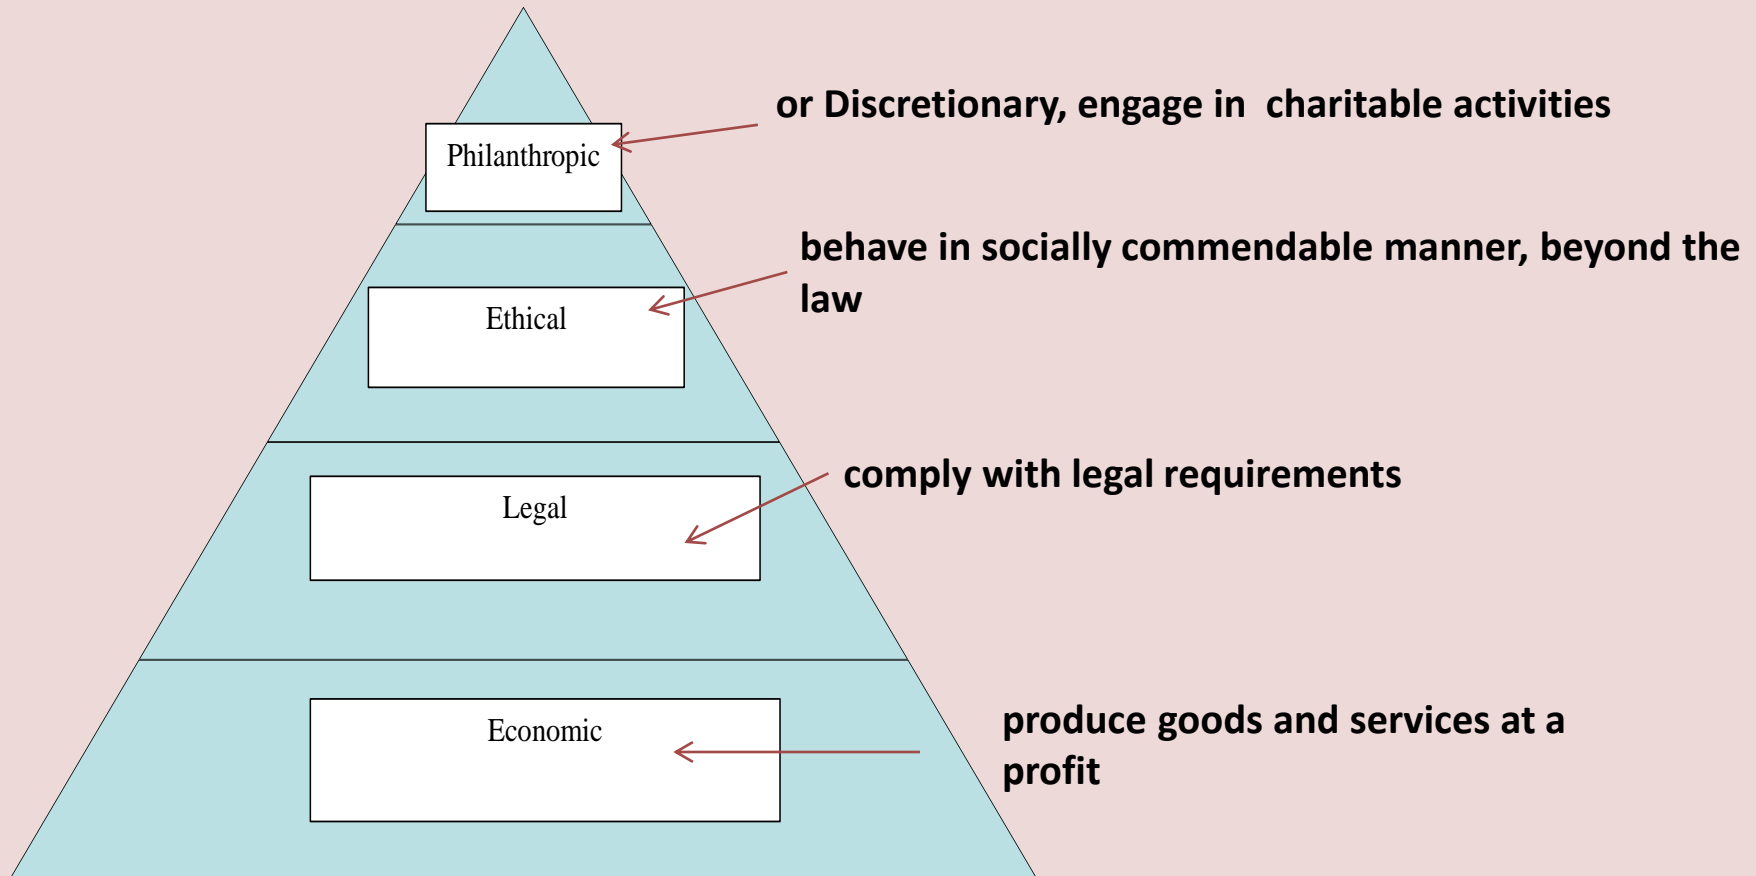 or Discretionary, engage in  charitable activities
Philanthropic
behave in socially commendable manner, beyond the
law
Ethical
comply with legal requirements
Legal
produce goods and services at a
profit
Economic